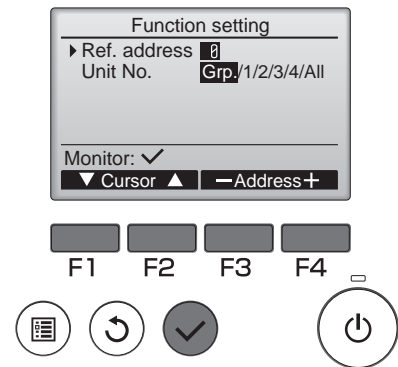 Function setting
Ref. address 0
Unit No. Grp./1/2/3/4/All
Monitor: ✓
▼ Cursor ▲ −Address+
F1 F2 F3 F4